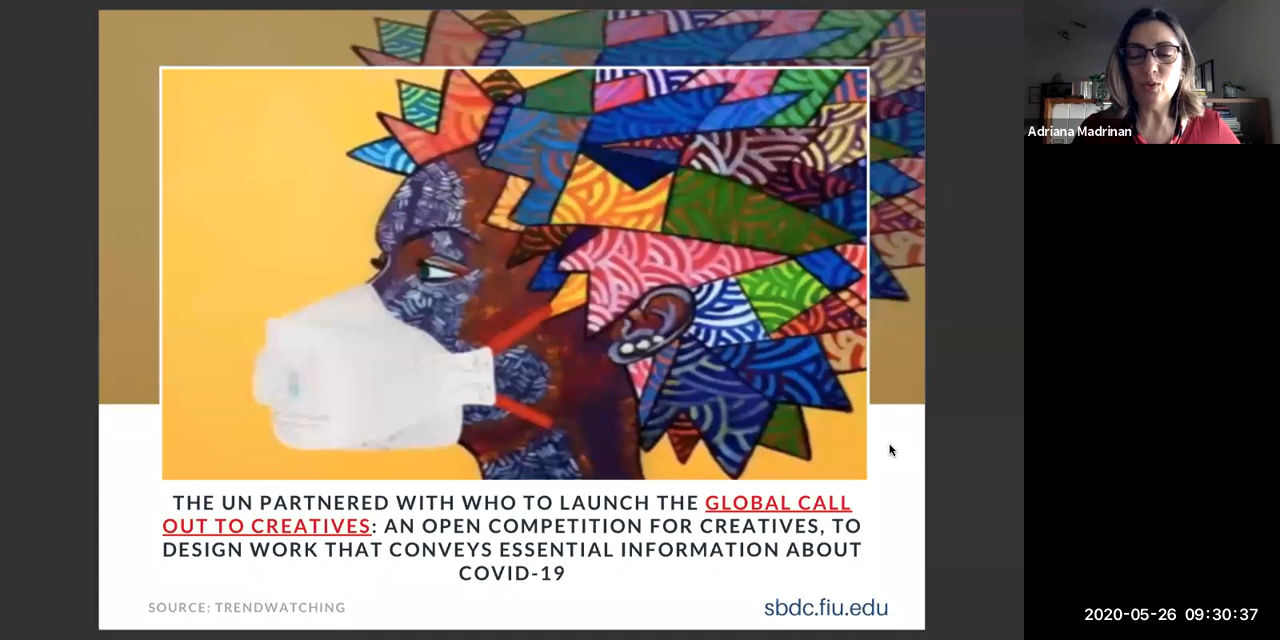 Adriana Madrinan
THE UN PARTNERED WITH WHO TO LAUNCH THE GLOBAL CALL
OUT TO CREATIVES: AN OPEN COMPETITION FOR CREATIVES, TO
DESIGN WORK THAT CONVEYS ESSENTIAL INFORMATION ABOUT
COVID-19
SOURCE: TRENDWATCHING
sbdc.fiu.edu
2020-05-26 09:30:37